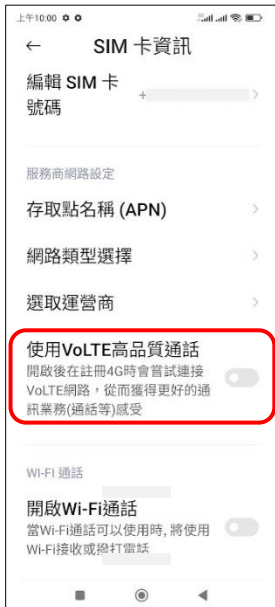 上午10:00
SIM 卡資訊
編輯 SIM 卡
號碼
+
服務商網路設定
存取點名稱 (APN)
網路類型選擇
選取運營商
使用VoLTE高品質通話
開啟後在註冊4G時會嘗試連接
VoLTE網路，從而獲得更好的通
訊業務(通話等)感受
WI-FI 通話
開啟Wi-Fi通話
當Wi-Fi通話可以使用時, 將使用
Wi-Fi接收或撥打電話